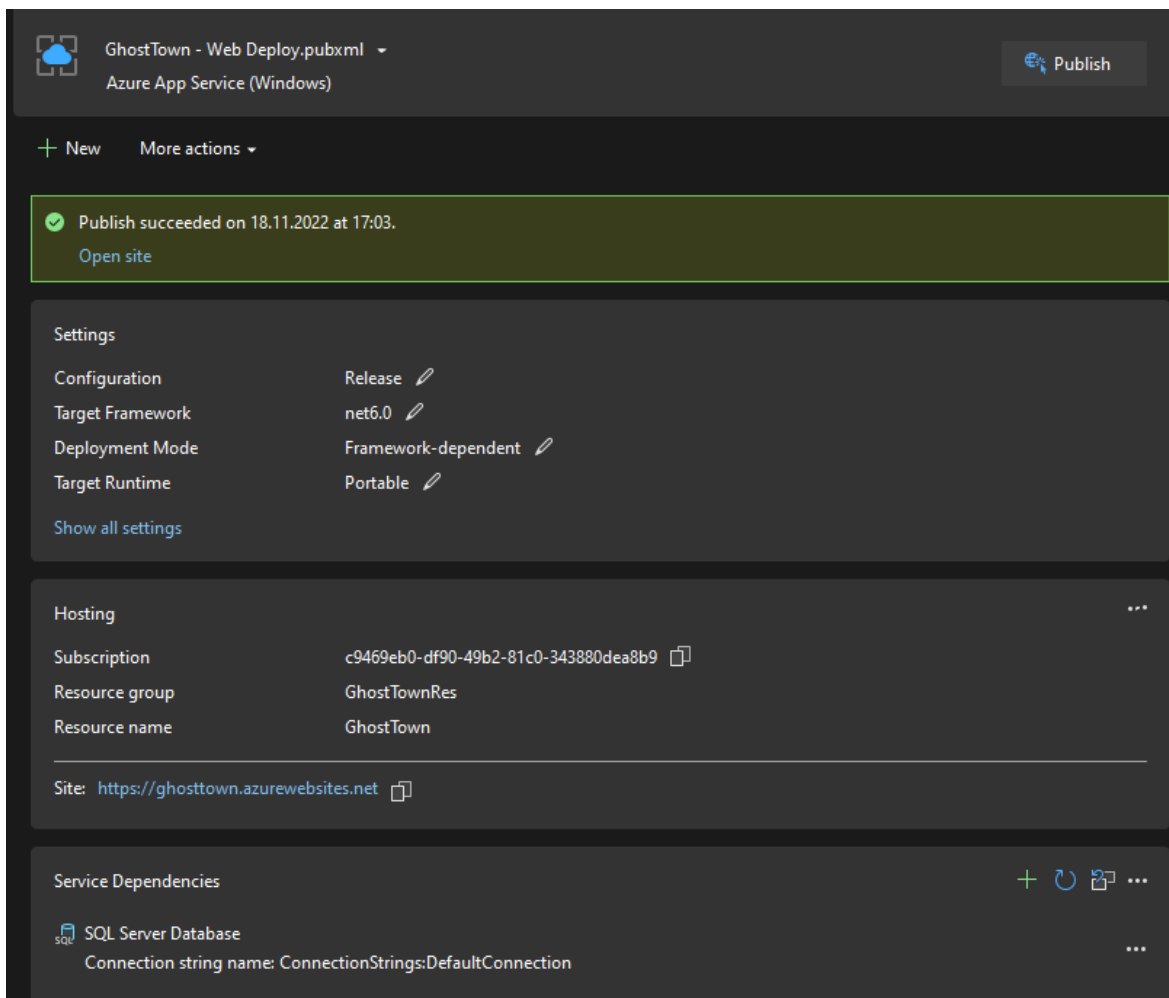 GhostTown - Web Deploy.pubxml
Azure App Service (Windows)
Publish
New More actions
Publish succeeded on 18.11.2022 at 17:03.
Open site
Settings
Configuration Release
Target Framework net6.0
Deployment Mode Framework-dependent
Target Runtime Portable
Show all settings
Hosting
Subscription c9469eb0-df90-49b2-81c0-343880dea8b9
Resource group GhostTownRes
Resource name GhostTown
Site: https://ghosttown.azurewebsites.net
Service Dependencies
SQL SQL Server Database
Connection string name: ConnectionStrings:DefaultConnection